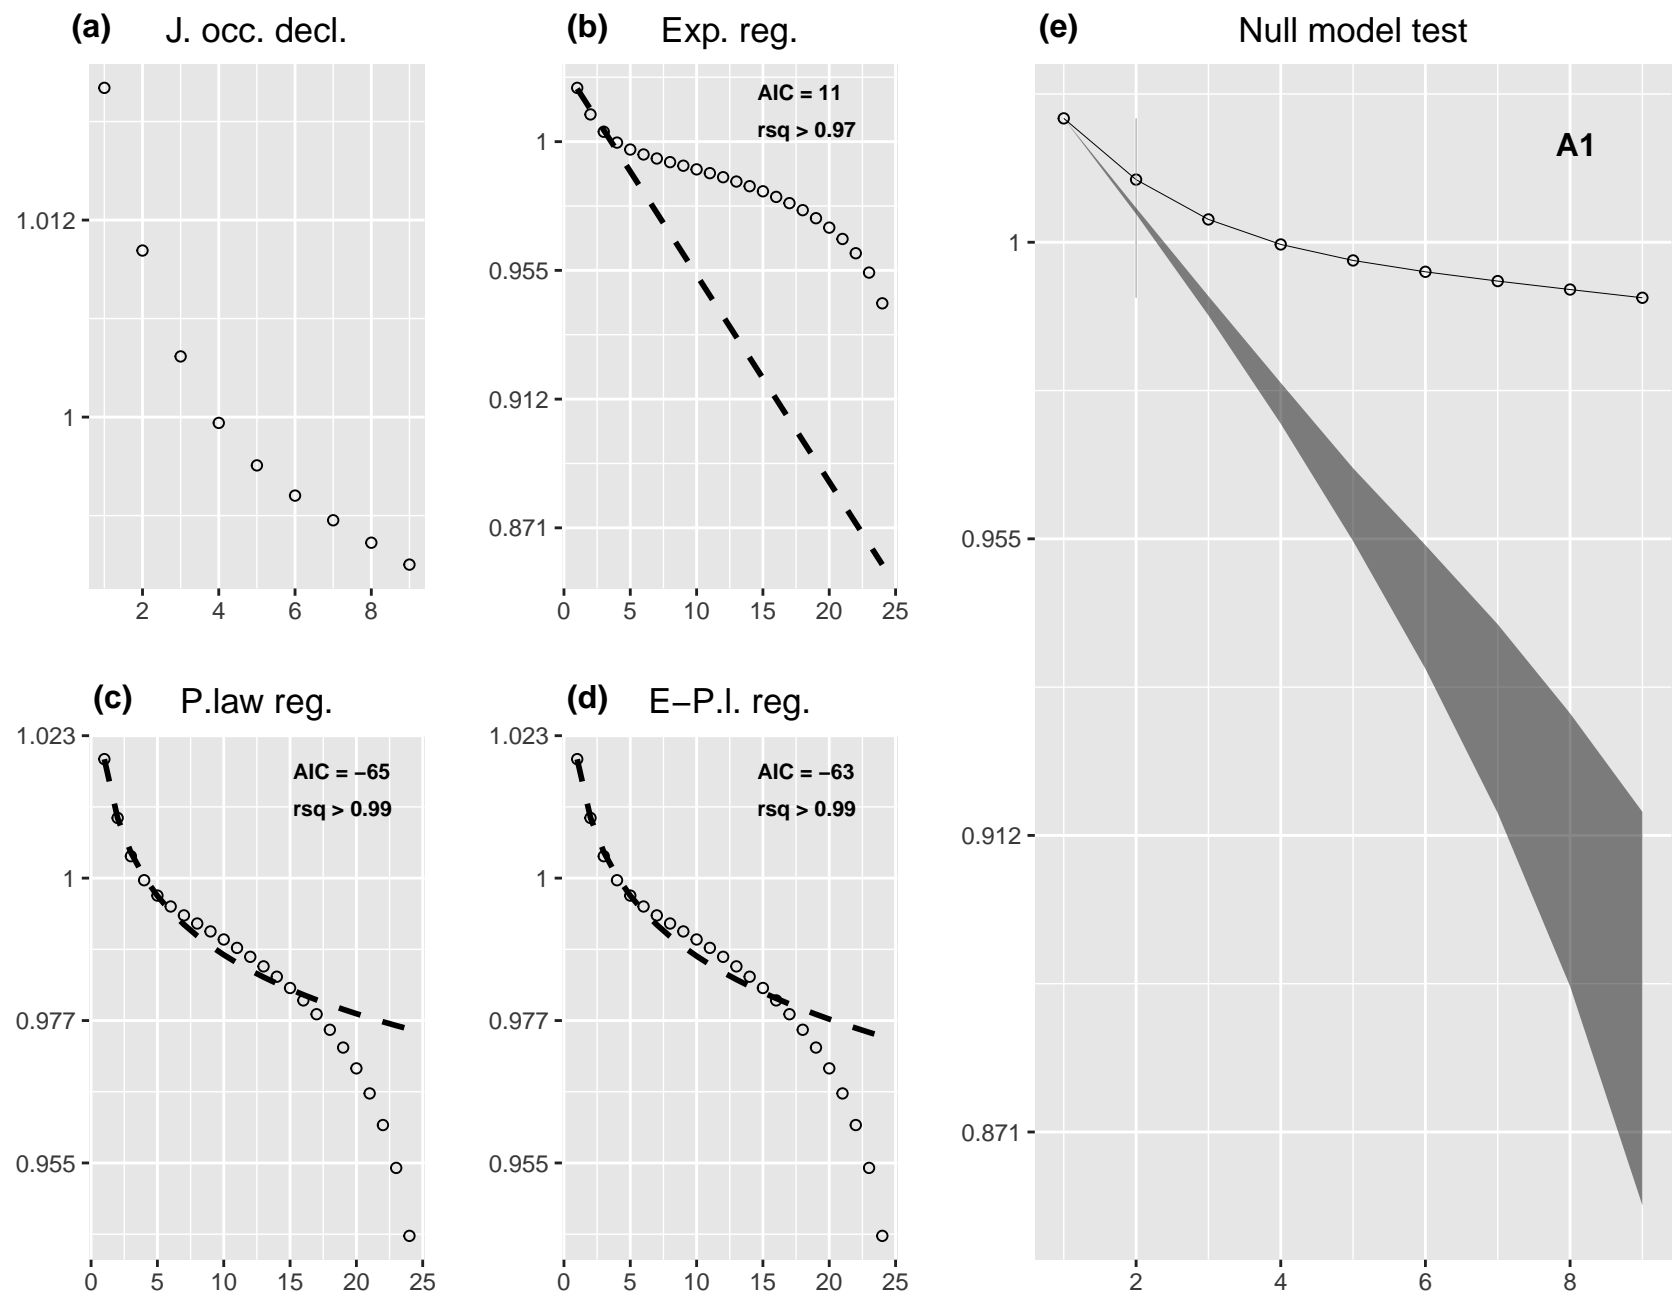 (a) J. occ. decl.
1.012
1
2 4 6 8
(b) Exp. reg.
AIC = 11
rsq > 0.97
1
0.955
0.912
0.871
0 5 10 15 20 25
(c) P.law reg.
1.023
AIC = −65
rsq > 0.99
1
0.977
0.955
0 5 10 15 20 25
(d) E−P.l. reg.
1.023
AIC = −63
rsq > 0.99
1
0.977
0.955
0 5 10 15 20 25
(e) Null model test
A1
1
0.955
0.912
0.871
2 4 6 8